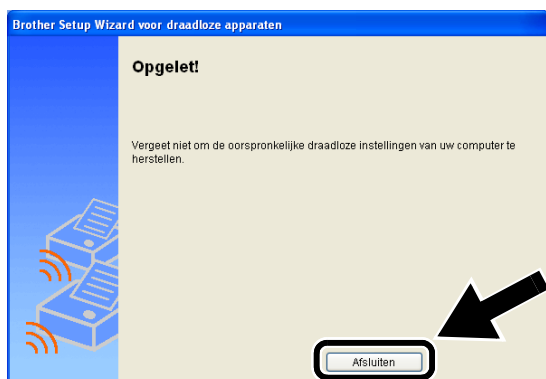 Brother Setup Wizard voor draadloze apparaten
Opgelet!
Vergeet niet om de oorspronkelijke draadloze instellingen van uw computer te
herstellen.
Afsluiten